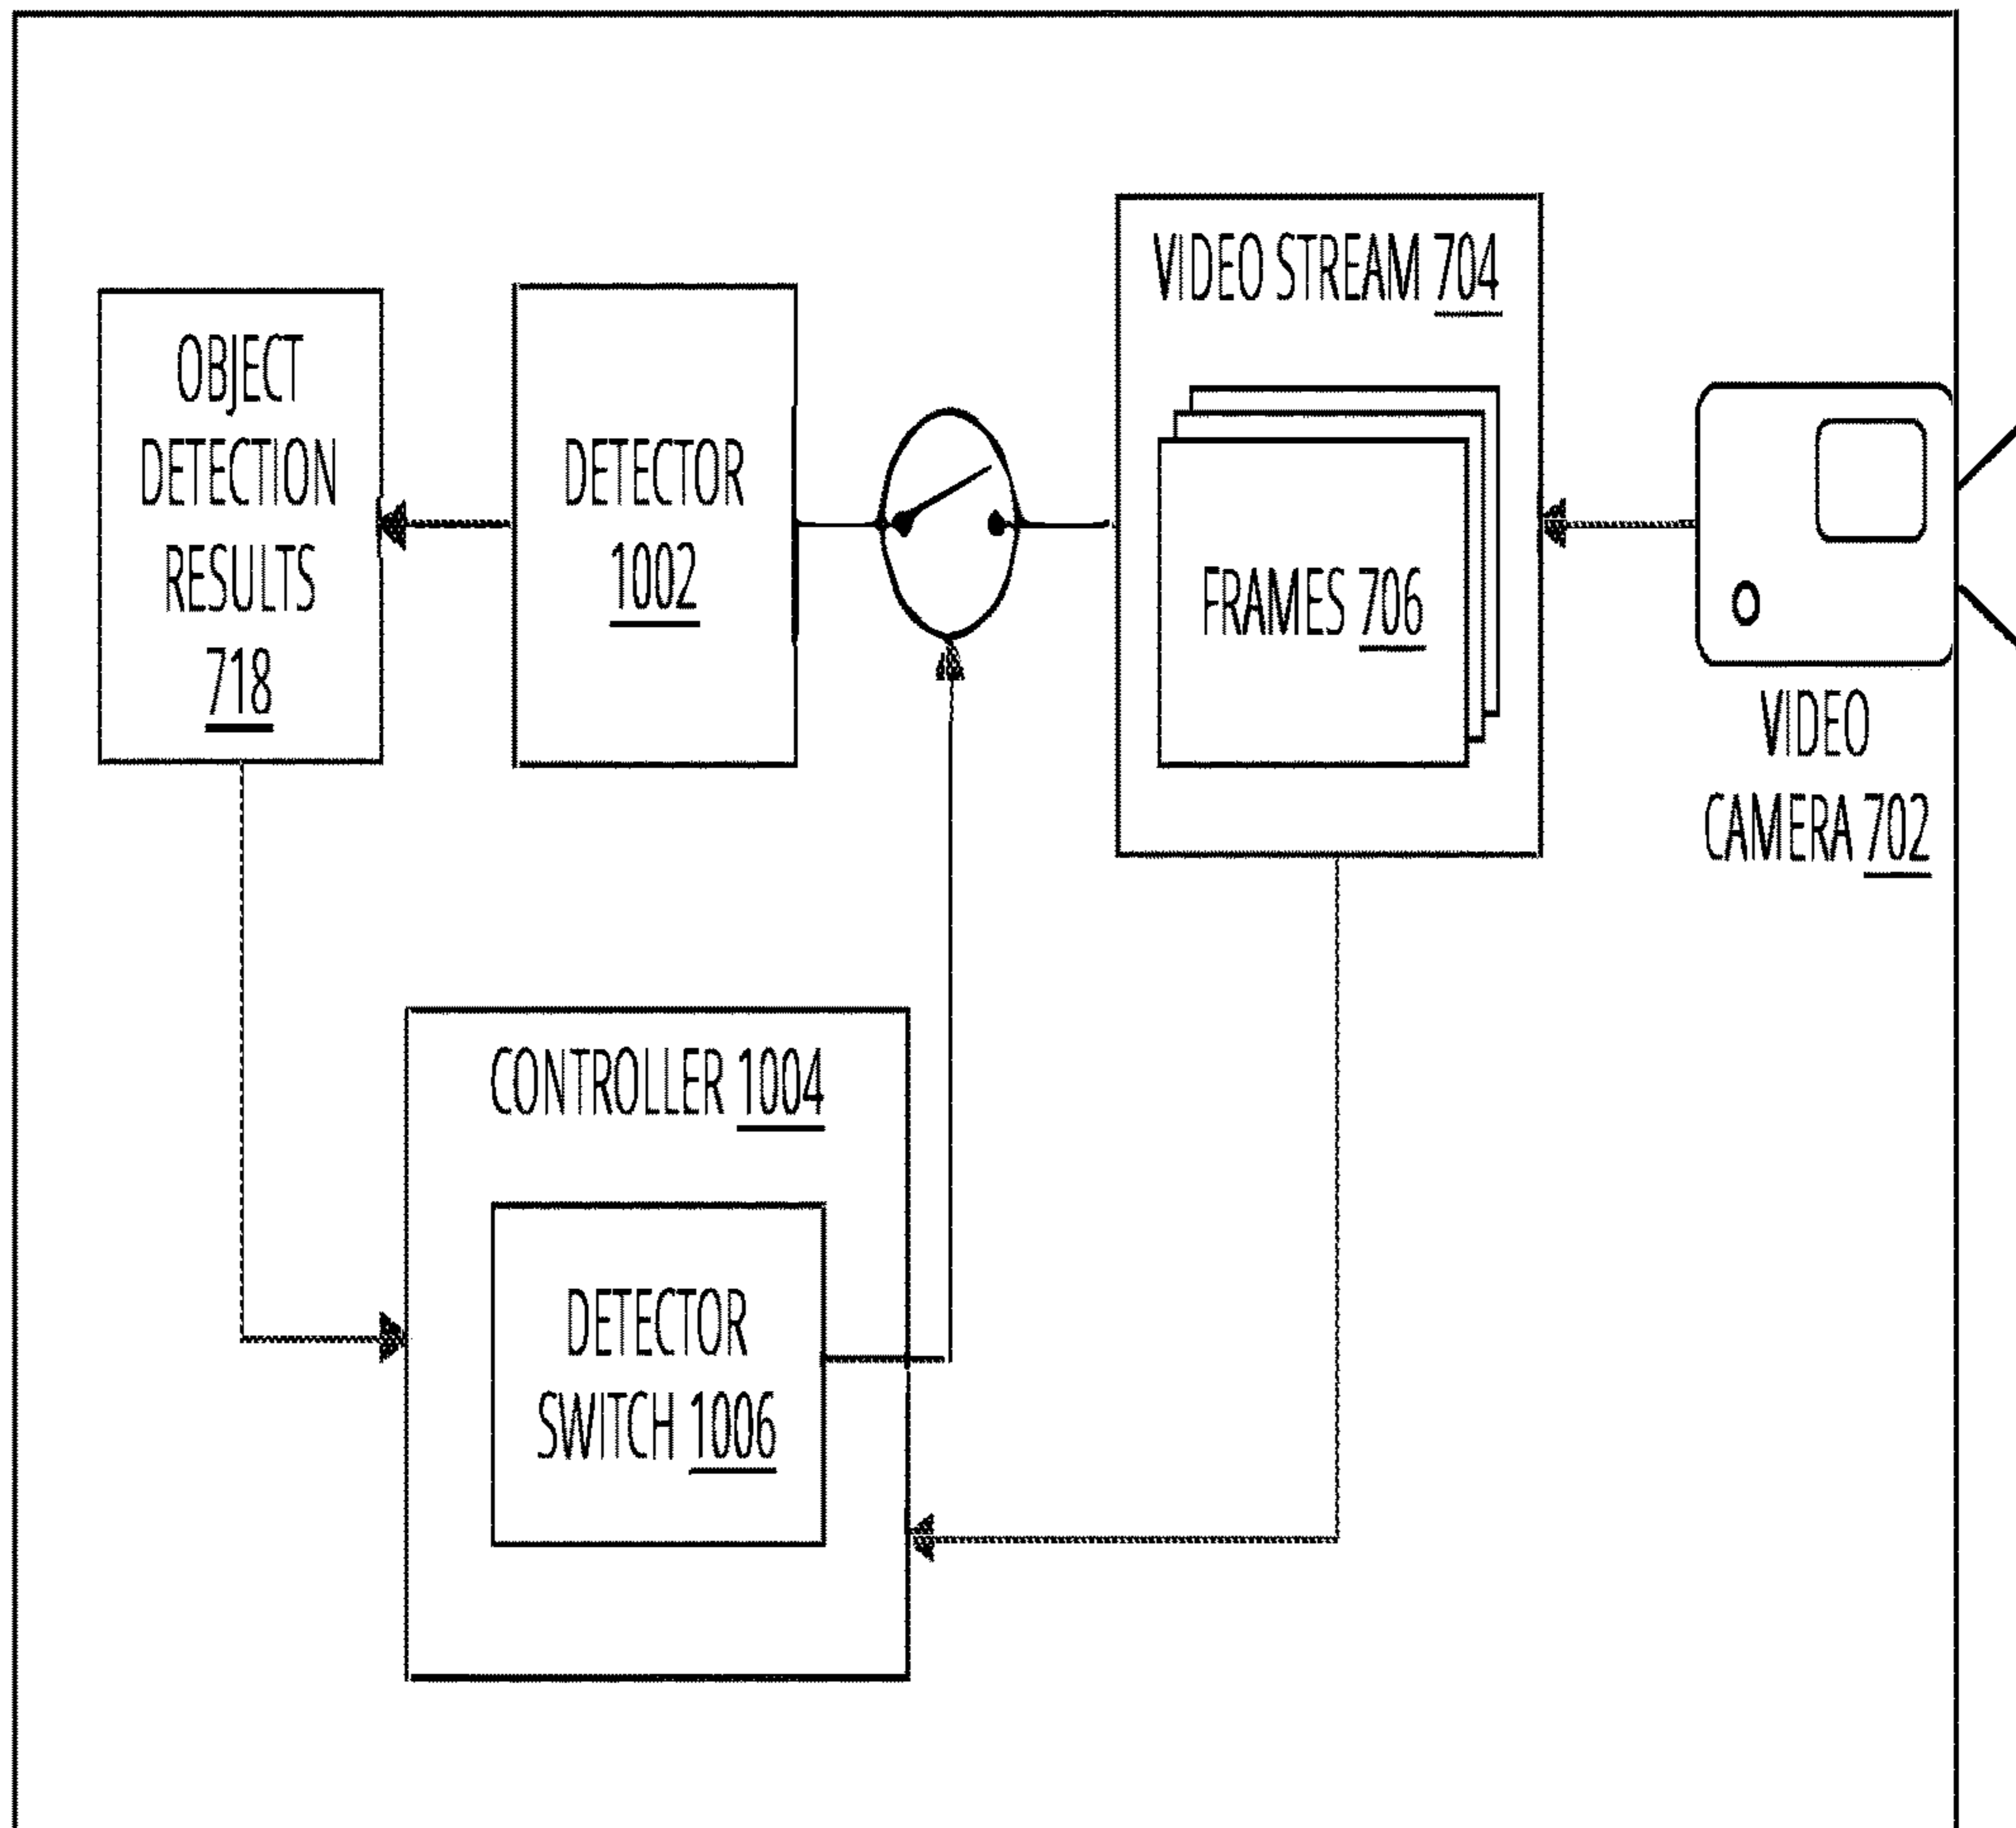 OBJECT
DETECTION
RESULTS
718
DETECTOR
1002
VIDEO STREAM 704
FRAMES 706
VIDEO
CAMERA 702
CONTROLLER 1004
DETECTOR
SWITCH 1006